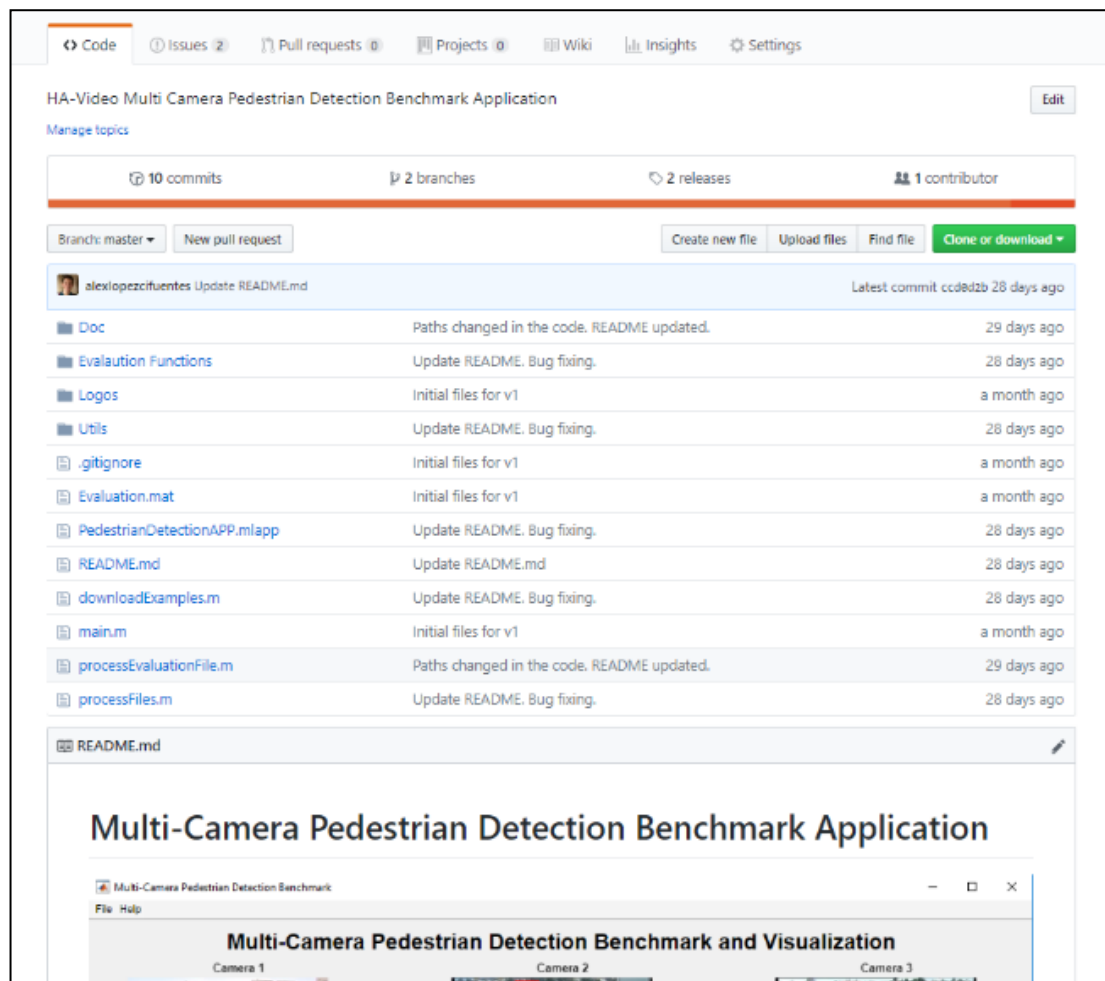 Code Issues 2 Pull requests 0 Projects 0 Wiki Insights Settings
HA-Video Multi Camera Pedestrian Detection Benchmark Application Edit
Manage topics
10 commits 2 branches 2 releases 1 contributor
Branch: master New pull request Create new file Upload files Find file Clone or download
alexlopezcifuentes Update README.md Latest commit ccd0d2b 28 days ago
Doc Paths changed in the code. README updated. 29 days ago
Evalaution Functions Update README. Bug fixing. 28 days ago
Logos Initial files for v1 a month ago
Utils Update README. Bug fixing. 28 days ago
.gitignore Initial files for v1 a month ago
Evaluation.mat Initial files for v1 a month ago
PedestrianDetectionAPP.mlapp Update README. Bug fixing. 28 days ago
README.md Update README.md 28 days ago
downloadExamples.m Update README. Bug fixing. 28 days ago
main.m Initial files for v1 a month ago
processEvaluationFile.m Paths changed in the code. README updated. 29 days ago
processFiles.m Update README. Bug fixing. 28 days ago
README.md
Multi-Camera Pedestrian Detection Benchmark Application
Multi-Camera Pedestrian Detection Benchmark
File Help
Multi-Camera Pedestrian Detection Benchmark and Visualization
Camera 1 Camera 2 Camera 3